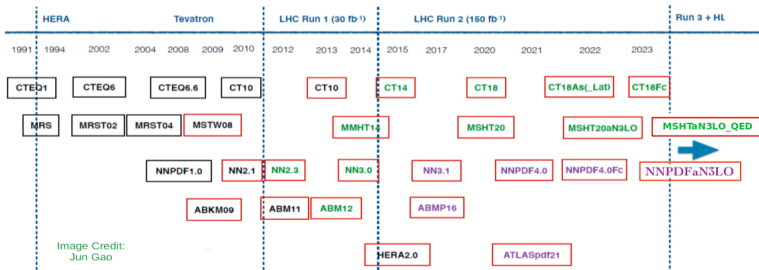 HERA Tevatron LHC Run 1 (30 fb-1) LHC Run 2 (150 fb-1) Run 3 + HL
1991 1994 2002 2004 2008 2009 2010 2012 2013 2014 2015 2017 2020 2021 2022 2023
CTEQ1 CTEQ6 CTEQ6.6 CT10 CT10 CT14 CT18 CT18As(_Lat) CT18Fc
MRS MRST02 MRST04 MSTW08 MMHT14 MSHT20 MSHT20aN3LO MSHTaN3LO_QED
NNPDF1.0 NN2.1 NN2.3 NN3.0 NN3.1 NNPDF4.0 NNPDF4.0Fc NNPDFaN3LO
ABKM09 ABM11 ABM12 ABMP16
HERA2.0 ATLASpdf21
Image Credit:
Jun Gao